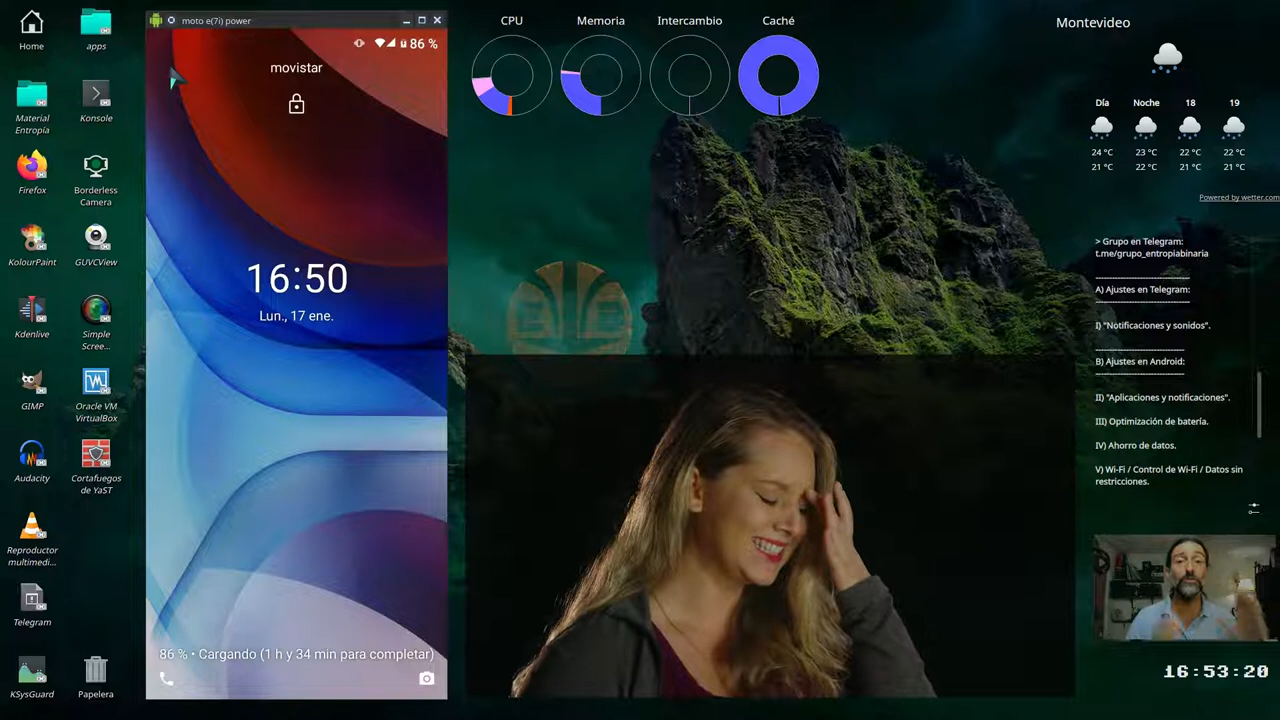 Home
apps
Material
Entropía
Konsole
Firefox
Borderless
Camera
KolourPaint
GUVCView
Kdenlive
Simple
Scree...
GIMP
Oracle VM
VirtualBox
Audacity
Cortafuegos
de YaST
Reproductor
multimedi...
Telegram
KSysGuard
Papelera
moto e(7i) power
86 %
movistar
16:50
Lun., 17 ene.
86 % • Cargando (1 h y 34 min para completar)
CPU
Memoria
Intercambio
Caché
Montevideo
Día Noche 18 19
24 °C 23 °C 22 °C 22 °C
21 °C 22 °C 21 °C 21 °C
Powered by wetter.com
> Grupo en Telegram:
t.me/grupo_entropiabinaria
A) Ajustes en Telegram:
I) "Notificaciones y sonidos".
B) Ajustes en Android:
II) "Aplicaciones y notificaciones".
III) Optimización de batería.
IV) Ahorro de datos.
V) Wi-Fi / Control de Wi-Fi / Datos sin
restricciones.
16:53:20